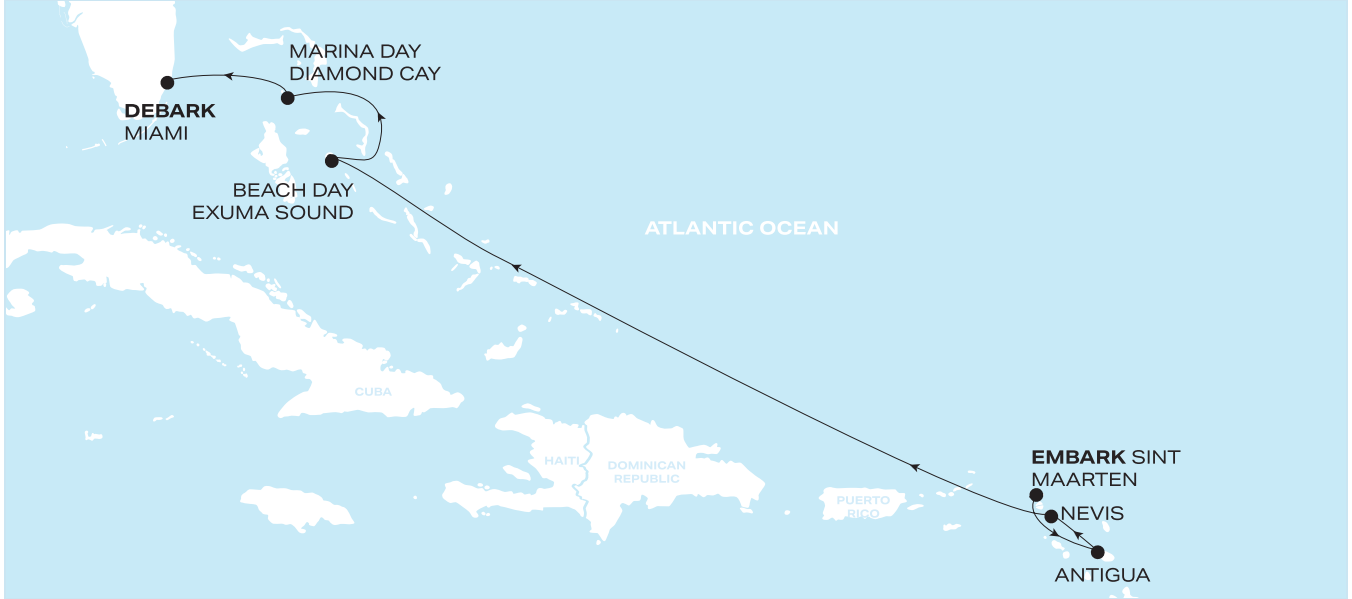 MARINA DAY
DIAMOND CAY
DEBARK
MIAMI
BEACH DAY
EXUMA SOUND
ATLANTIC OCEAN
CUBA
HAITI
DOMINICAN
REPUBLIC
PUERTO
RICO
EMBARK SINT
MAARTEN
NEVIS
ANTIGUA